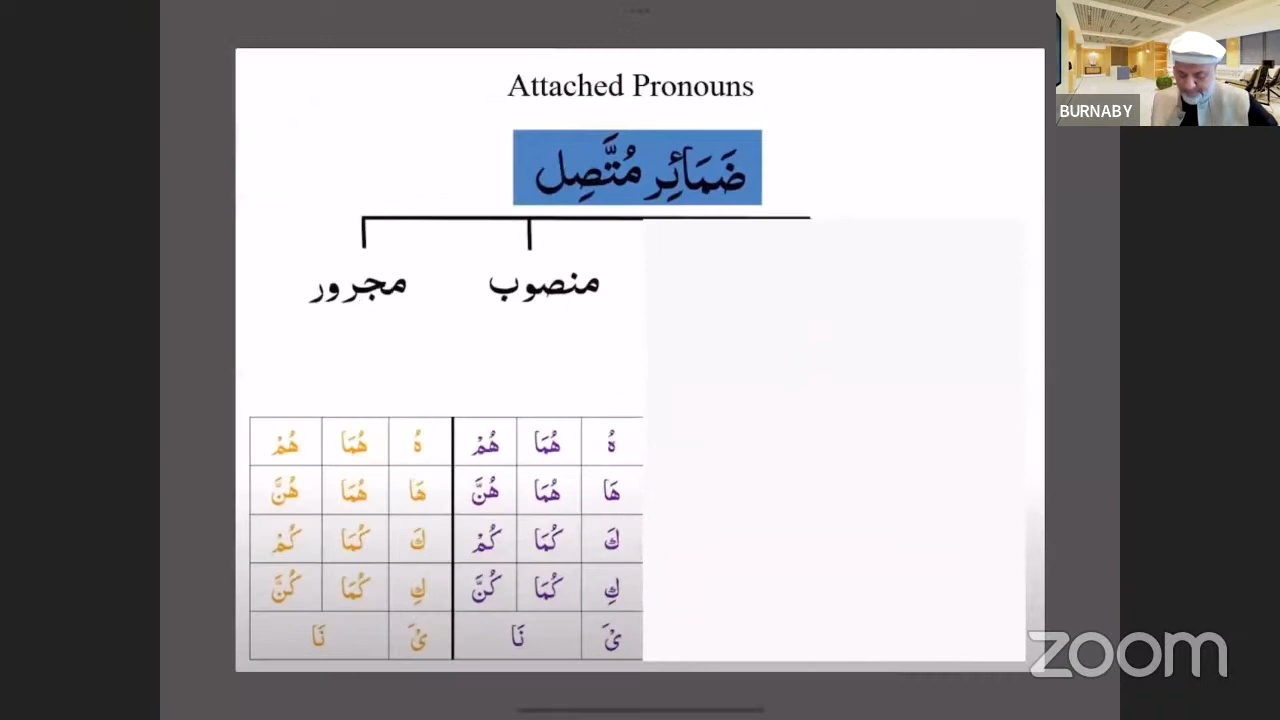 Attached Pronouns
ضَمَائِر مُتَّصِل
منصوب مجرور
هُ هُمَا هُمْ هُ هُمَا هُمْ
هَا هُمَا هُنَّ هَا هُمَا هُنَّ
كَ كُمَا كُمْ كَ كُمَا كُمْ
كِ كُمَا كُنَّ كِ كُمَا كُنَّ
يْ َ نَا يْ َ نَا
BURNABY
zoom